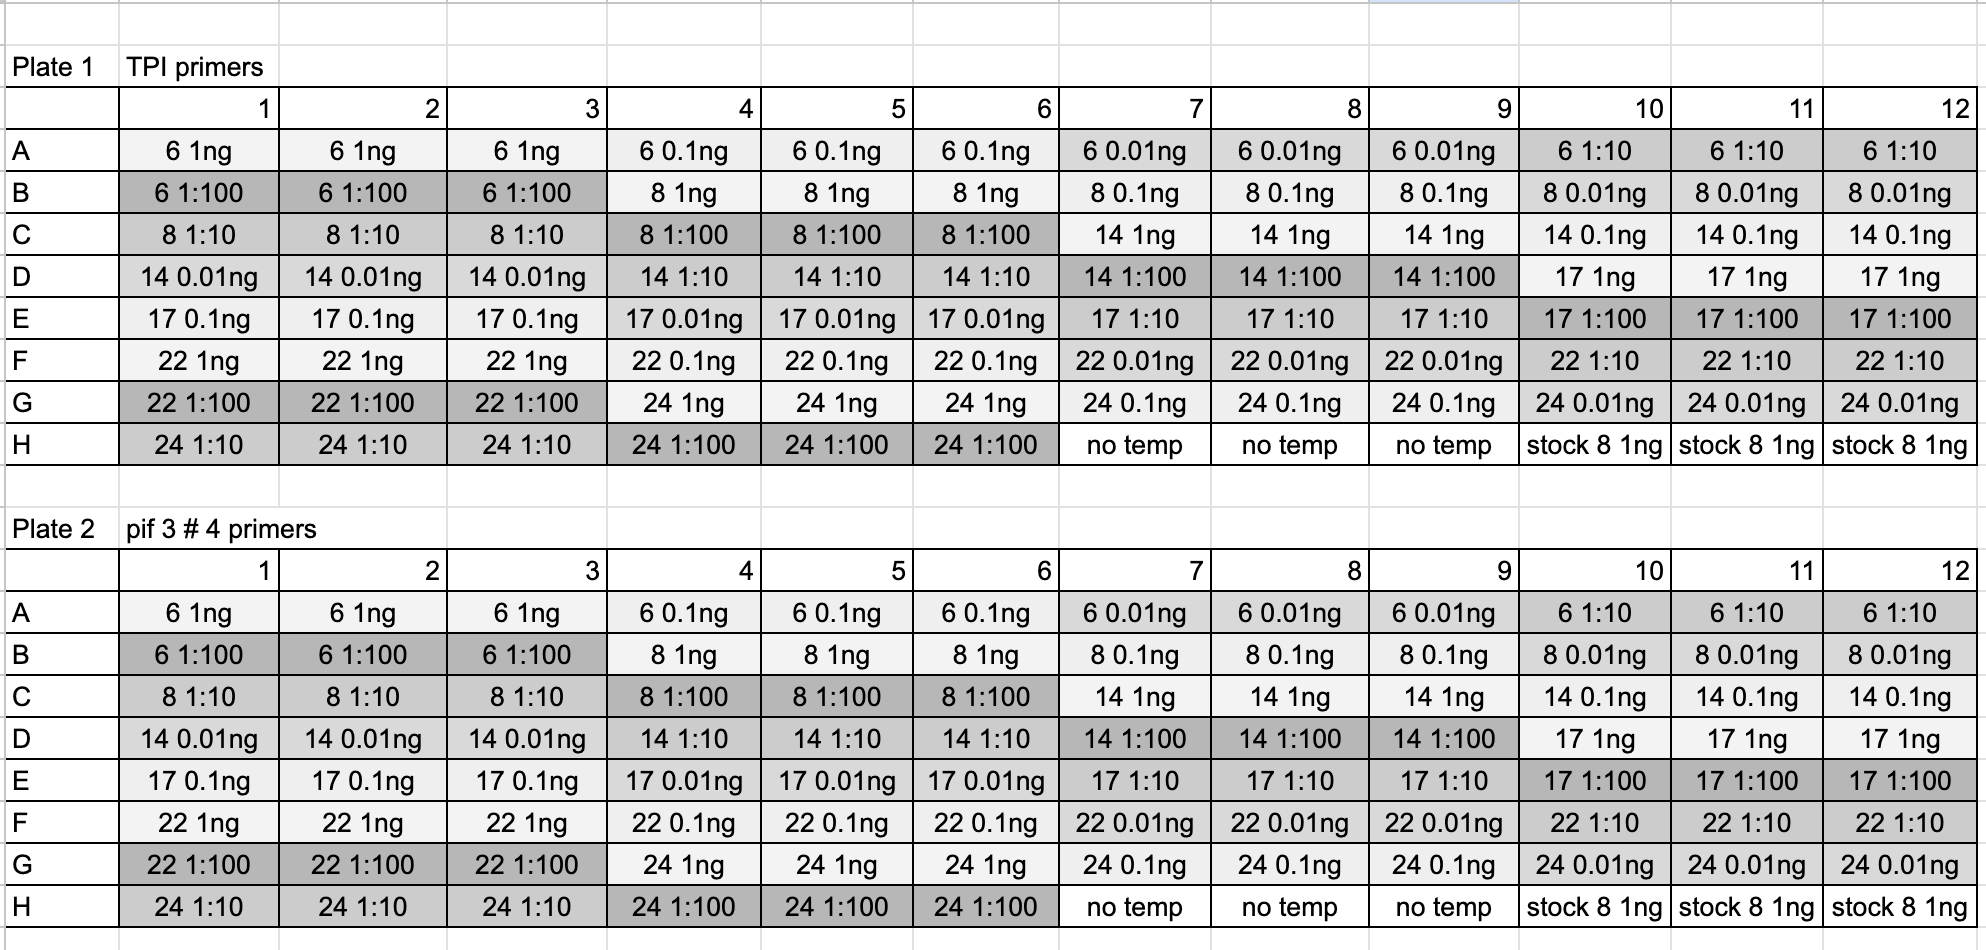 Plate 1 TPI primers
1 2 3 4 5 6 7 8 9 10 11 12
A 6 1ng 6 1ng 6 1ng 6 0.1ng 6 0.1ng 6 0.1ng 6 0.01ng 6 0.01ng 6 0.01ng 6 1:10 6 1:10 6 1:10
B 6 1:100 6 1:100 6 1:100 8 1ng 8 1ng 8 1ng 8 0.1ng 8 0.1ng 8 0.1ng 8 0.01ng 8 0.01ng 8 0.01ng
C 8 1:10 8 1:10 8 1:10 8 1:100 8 1:100 8 1:100 14 1ng 14 1ng 14 1ng 14 0.1ng 14 0.1ng 14 0.1ng
D 14 0.01ng 14 0.01ng 14 0.01ng 14 1:10 14 1:10 14 1:10 14 1:100 14 1:100 14 1:100 17 1ng 17 1ng 17 1ng
E 17 0.1ng 17 0.1ng 17 0.1ng 17 0.01ng 17 0.01ng 17 0.01ng 17 1:10 17 1:10 17 1:10 17 1:100 17 1:100 17 1:100
F 22 1ng 22 1ng 22 1ng 22 0.1ng 22 0.1ng 22 0.1ng 22 0.01ng 22 0.01ng 22 0.01ng 22 1:10 22 1:10 22 1:10
G 22 1:100 22 1:100 22 1:100 24 1ng 24 1ng 24 1ng 24 0.1ng 24 0.1ng 24 0.1ng 24 0.01ng 24 0.01ng 24 0.01ng
H 24 1:10 24 1:10 24 1:10 24 1:100 24 1:100 24 1:100 no temp no temp no temp stock 8 1ng stock 8 1ng stock 8 1ng
Plate 2 pif 3 # 4 primers
1 2 3 4 5 6 7 8 9 10 11 12
A 6 1ng 6 1ng 6 1ng 6 0.1ng 6 0.1ng 6 0.1ng 6 0.01ng 6 0.01ng 6 0.01ng 6 1:10 6 1:10 6 1:10
B 6 1:100 6 1:100 6 1:100 8 1ng 8 1ng 8 1ng 8 0.1ng 8 0.1ng 8 0.1ng 8 0.01ng 8 0.01ng 8 0.01ng
C 8 1:10 8 1:10 8 1:10 8 1:100 8 1:100 8 1:100 14 1ng 14 1ng 14 1ng 14 0.1ng 14 0.1ng 14 0.1ng
D 14 0.01ng 14 0.01ng 14 0.01ng 14 1:10 14 1:10 14 1:10 14 1:100 14 1:100 14 1:100 17 1ng 17 1ng 17 1ng
E 17 0.1ng 17 0.1ng 17 0.1ng 17 0.01ng 17 0.01ng 17 0.01ng 17 1:10 17 1:10 17 1:10 17 1:100 17 1:100 17 1:100
F 22 1ng 22 1ng 22 1ng 22 0.1ng 22 0.1ng 22 0.1ng 22 0.01ng 22 0.01ng 22 0.01ng 22 1:10 22 1:10 22 1:10
G 22 1:100 22 1:100 22 1:100 24 1ng 24 1ng 24 1ng 24 0.1ng 24 0.1ng 24 0.1ng 24 0.01ng 24 0.01ng 24 0.01ng
H 24 1:10 24 1:10 24 1:10 24 1:100 24 1:100 24 1:100 no temp no temp no temp stock 8 1ng stock 8 1ng stock 8 1ng